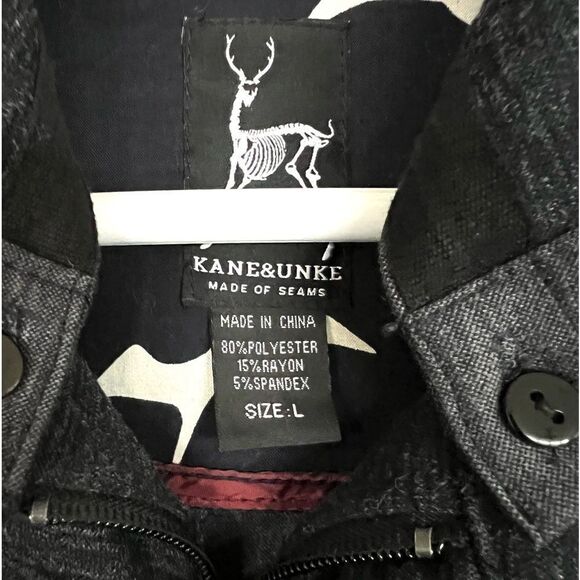 KANE&UNKE
MADE OF SEAMS
MADE IN CHINA
80%POLYESTER
15%RAYON
5%SPANDEX
SIZE:L